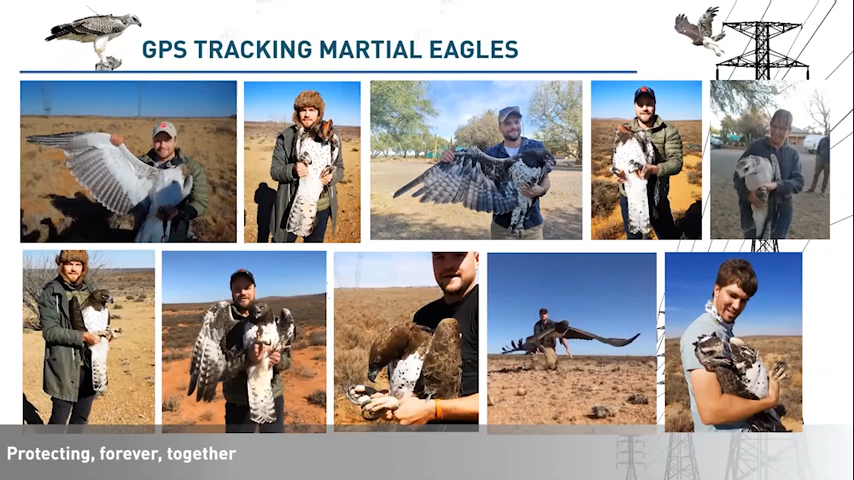 GPS TRACKING MARTIAL EAGLES
Protecting, forever, together